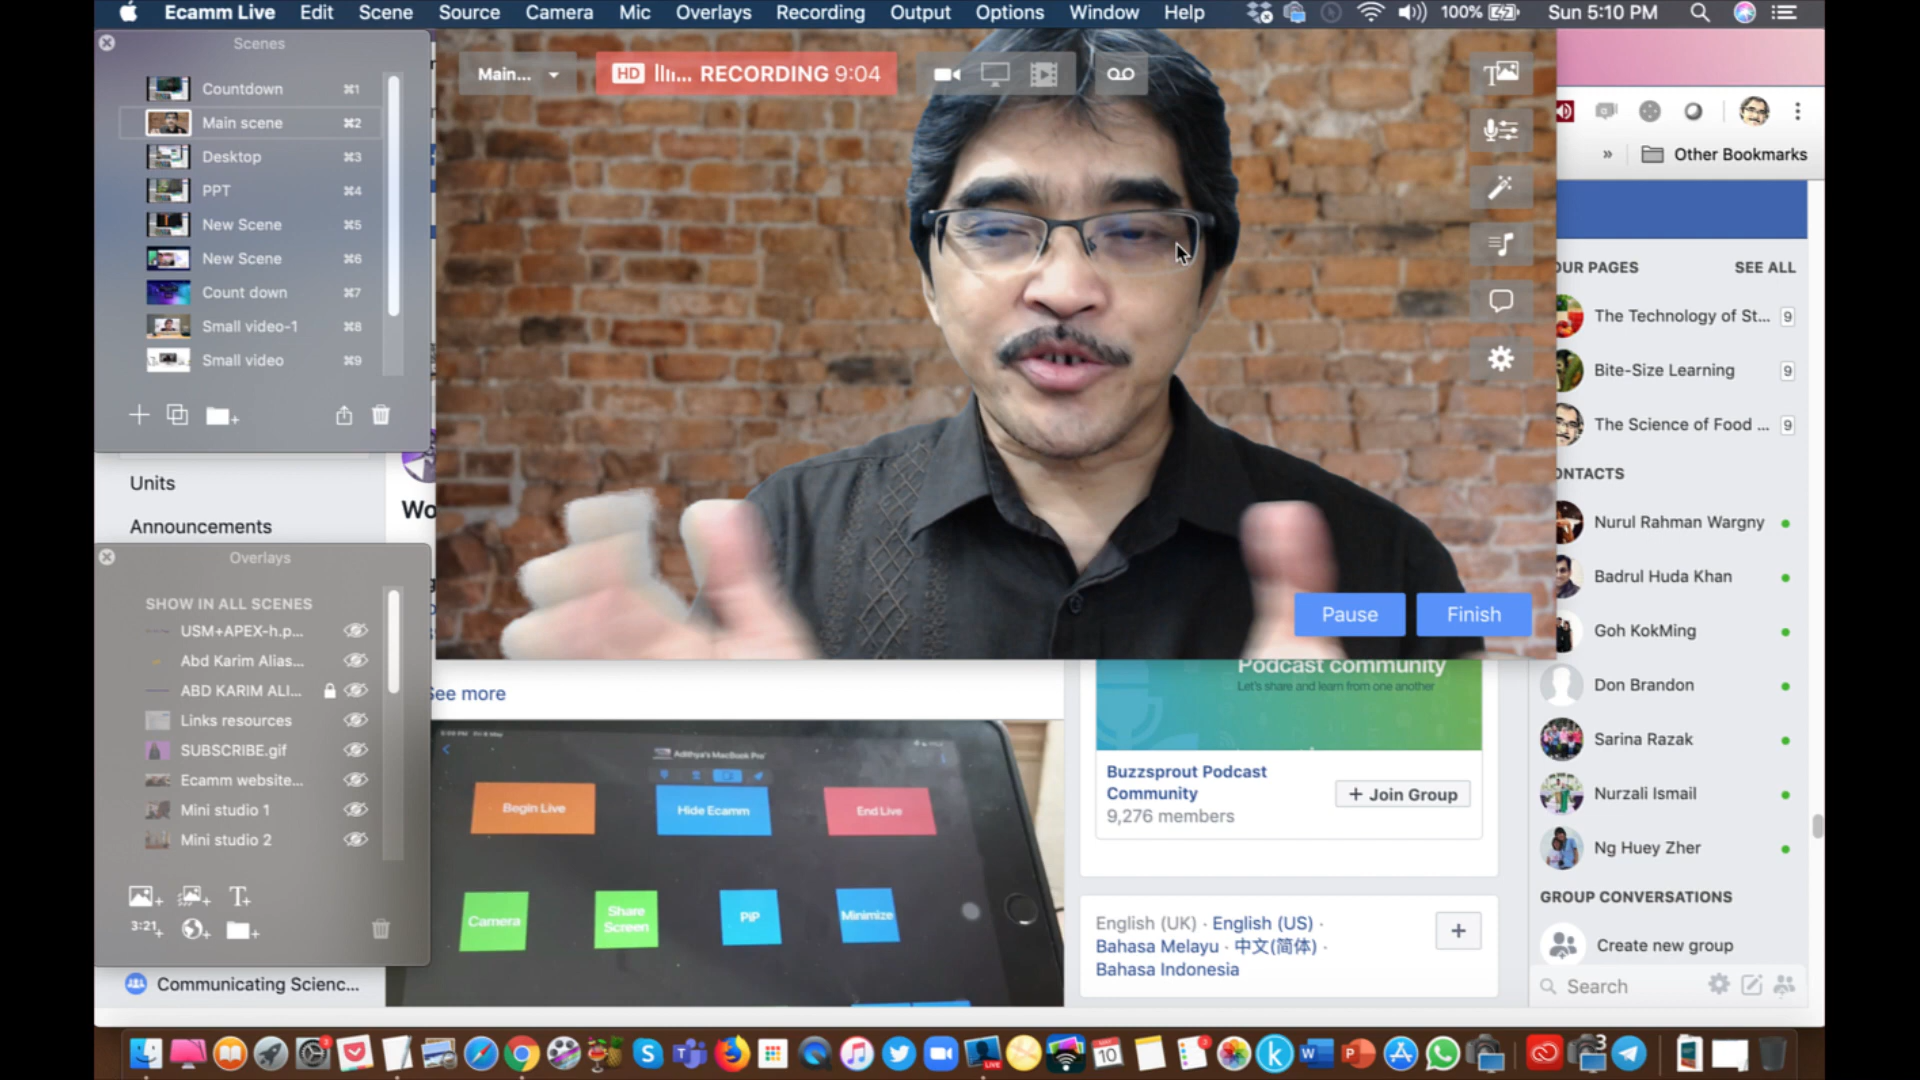 Ecamm Live Edit Scene Source Camera Mic Overlays Recording Output Options Window Help 100% Sun 5:10 PM
Scenes
Countdown ⌘1
Main scene ⌘2
Desktop ⌘3
PPT ⌘4
New Scene ⌘5
New Scene ⌘6
Count down ⌘7
Small video-1 ⌘8
Small video ⌘9
Units
Announcements
Overlays
SHOW IN ALL SCENES
USM+APEX-h.p...
Abd Karim Alias...
ABD KARIM ALI...
Links resources
SUBSCRIBE.gif
Ecamm website...
Mini studio 1
Mini studio 2
3:21+
Communicating Scienc...
Main...
HD RECORDING 9:04
Pause
Finish
Wo
See more
Adithya's MacBook Pro
Begin Live
Hide Ecamm
End Live
Camera
Share
Screen
PiP
Minimize
Podcast community
Let's share and learn from one another
Buzzsprout Podcast
Community
9,276 members
+ Join Group
English (UK) · English (US) ·
Bahasa Melayu · 中文(简体) ·
Bahasa Indonesia
» Other Bookmarks
OUR PAGES SEE ALL
The Technology of St... 9
Bite-Size Learning 9
The Science of Food ... 9
ONTACTS
Nurul Rahman Wargny
Badrul Huda Khan
Goh KokMing
Don Brandon
Sarina Razak
Nurzali Ismail
Ng Huey Zher
GROUP CONVERSATIONS
Create new group
Search
10
3